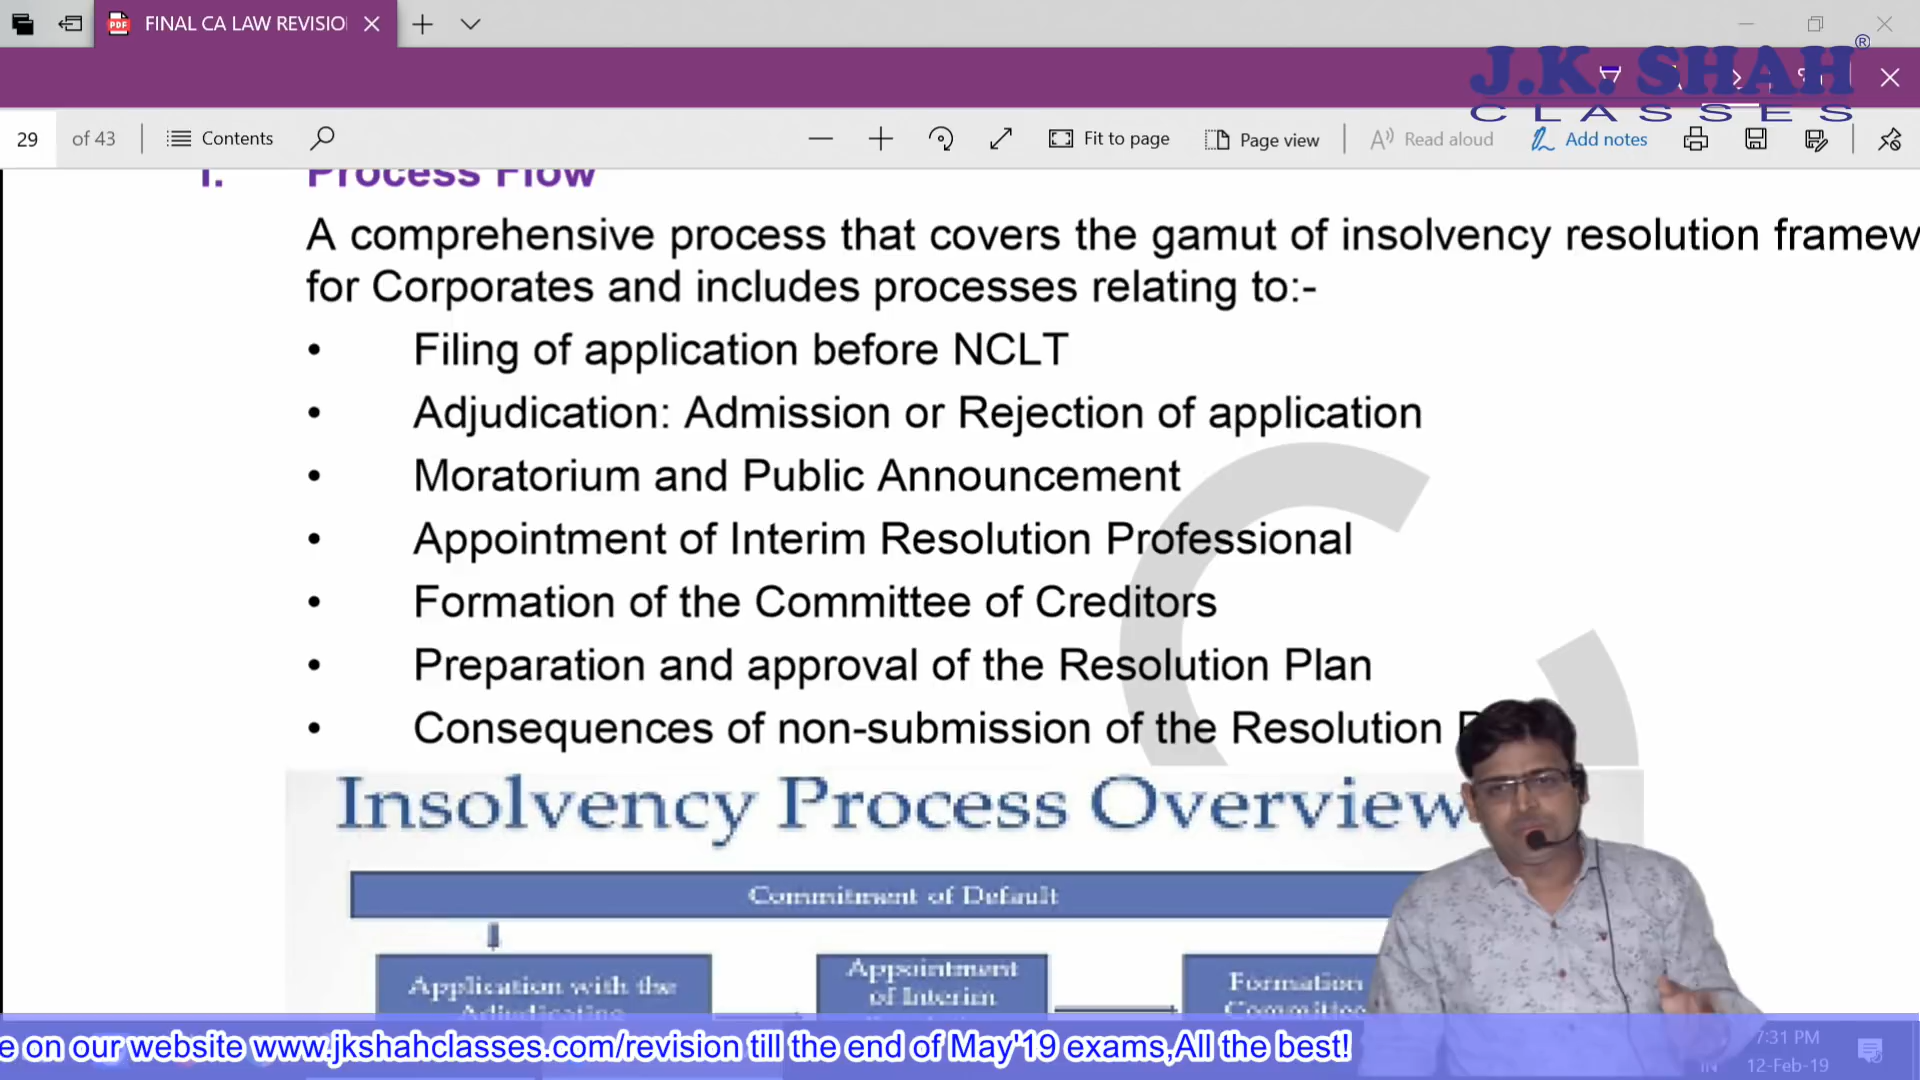 FINAL CA LAW REVISIO
J.K. SHAH®
CLASSES
29 of 43 Contents Fit to page Page view Read aloud Add notes
I. Process Flow
A comprehensive process that covers the gamut of insolvency resolution framew
for Corporates and includes processes relating to:-
• Filing of application before NCLT
• Adjudication: Admission or Rejection of application
• Moratorium and Public Announcement
• Appointment of Interim Resolution Professional
• Formation of the Committee of Creditors
• Preparation and approval of the Resolution Plan
• Consequences of non-submission of the Resolution
Insolvency Process Overview
Commitment of Default
Application with the
Adjudicating
Appointment
of Interim
Formation
Committee
e on our website www.jkshahclasses.com/revision till the end of May'19 exams,All the best!
7:31 PM
IN 12-Feb-19